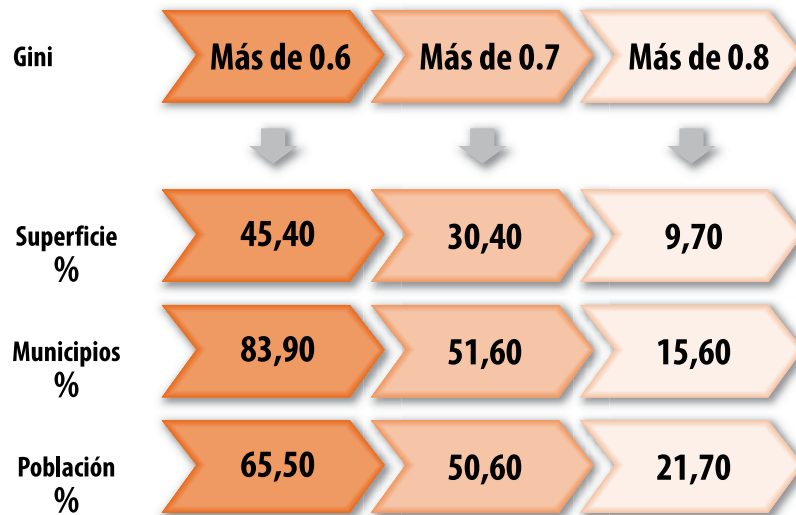 Gini Más de 0.6 Más de 0.7 Más de 0.8
Superficie
% 45,40 30,40 9,70
Municipios
% 83,90 51,60 15,60
Población
% 65,50 50,60 21,70